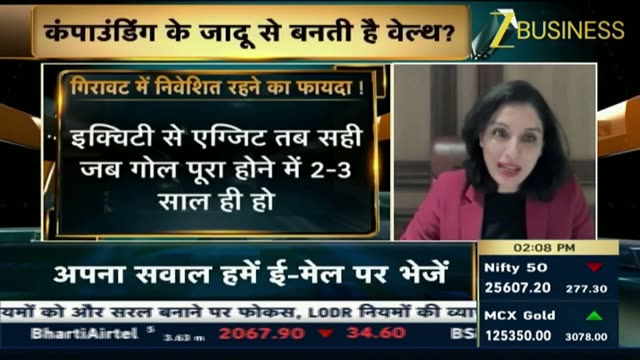 कंपाउंडिंग के जादू से बनती है वेल्थ?
Z BUSINESS
गिरावट में निवेशित रहने का फायदा !
इक्विटी से एग्जिट तब सही
जब गोल पूरा होने में 2-3
साल ही हो
अपना सवाल हमें ई-मेल पर भेजें
02:08 PM
Nifty 50
25607.20 277.30
MCX Gold
125350.00 3078.00
यमों को और सरल बनाने पर फोकस, LODR नियमों की व्या
BhartiAirtel S 3.63m 2067.90 34.60 BS